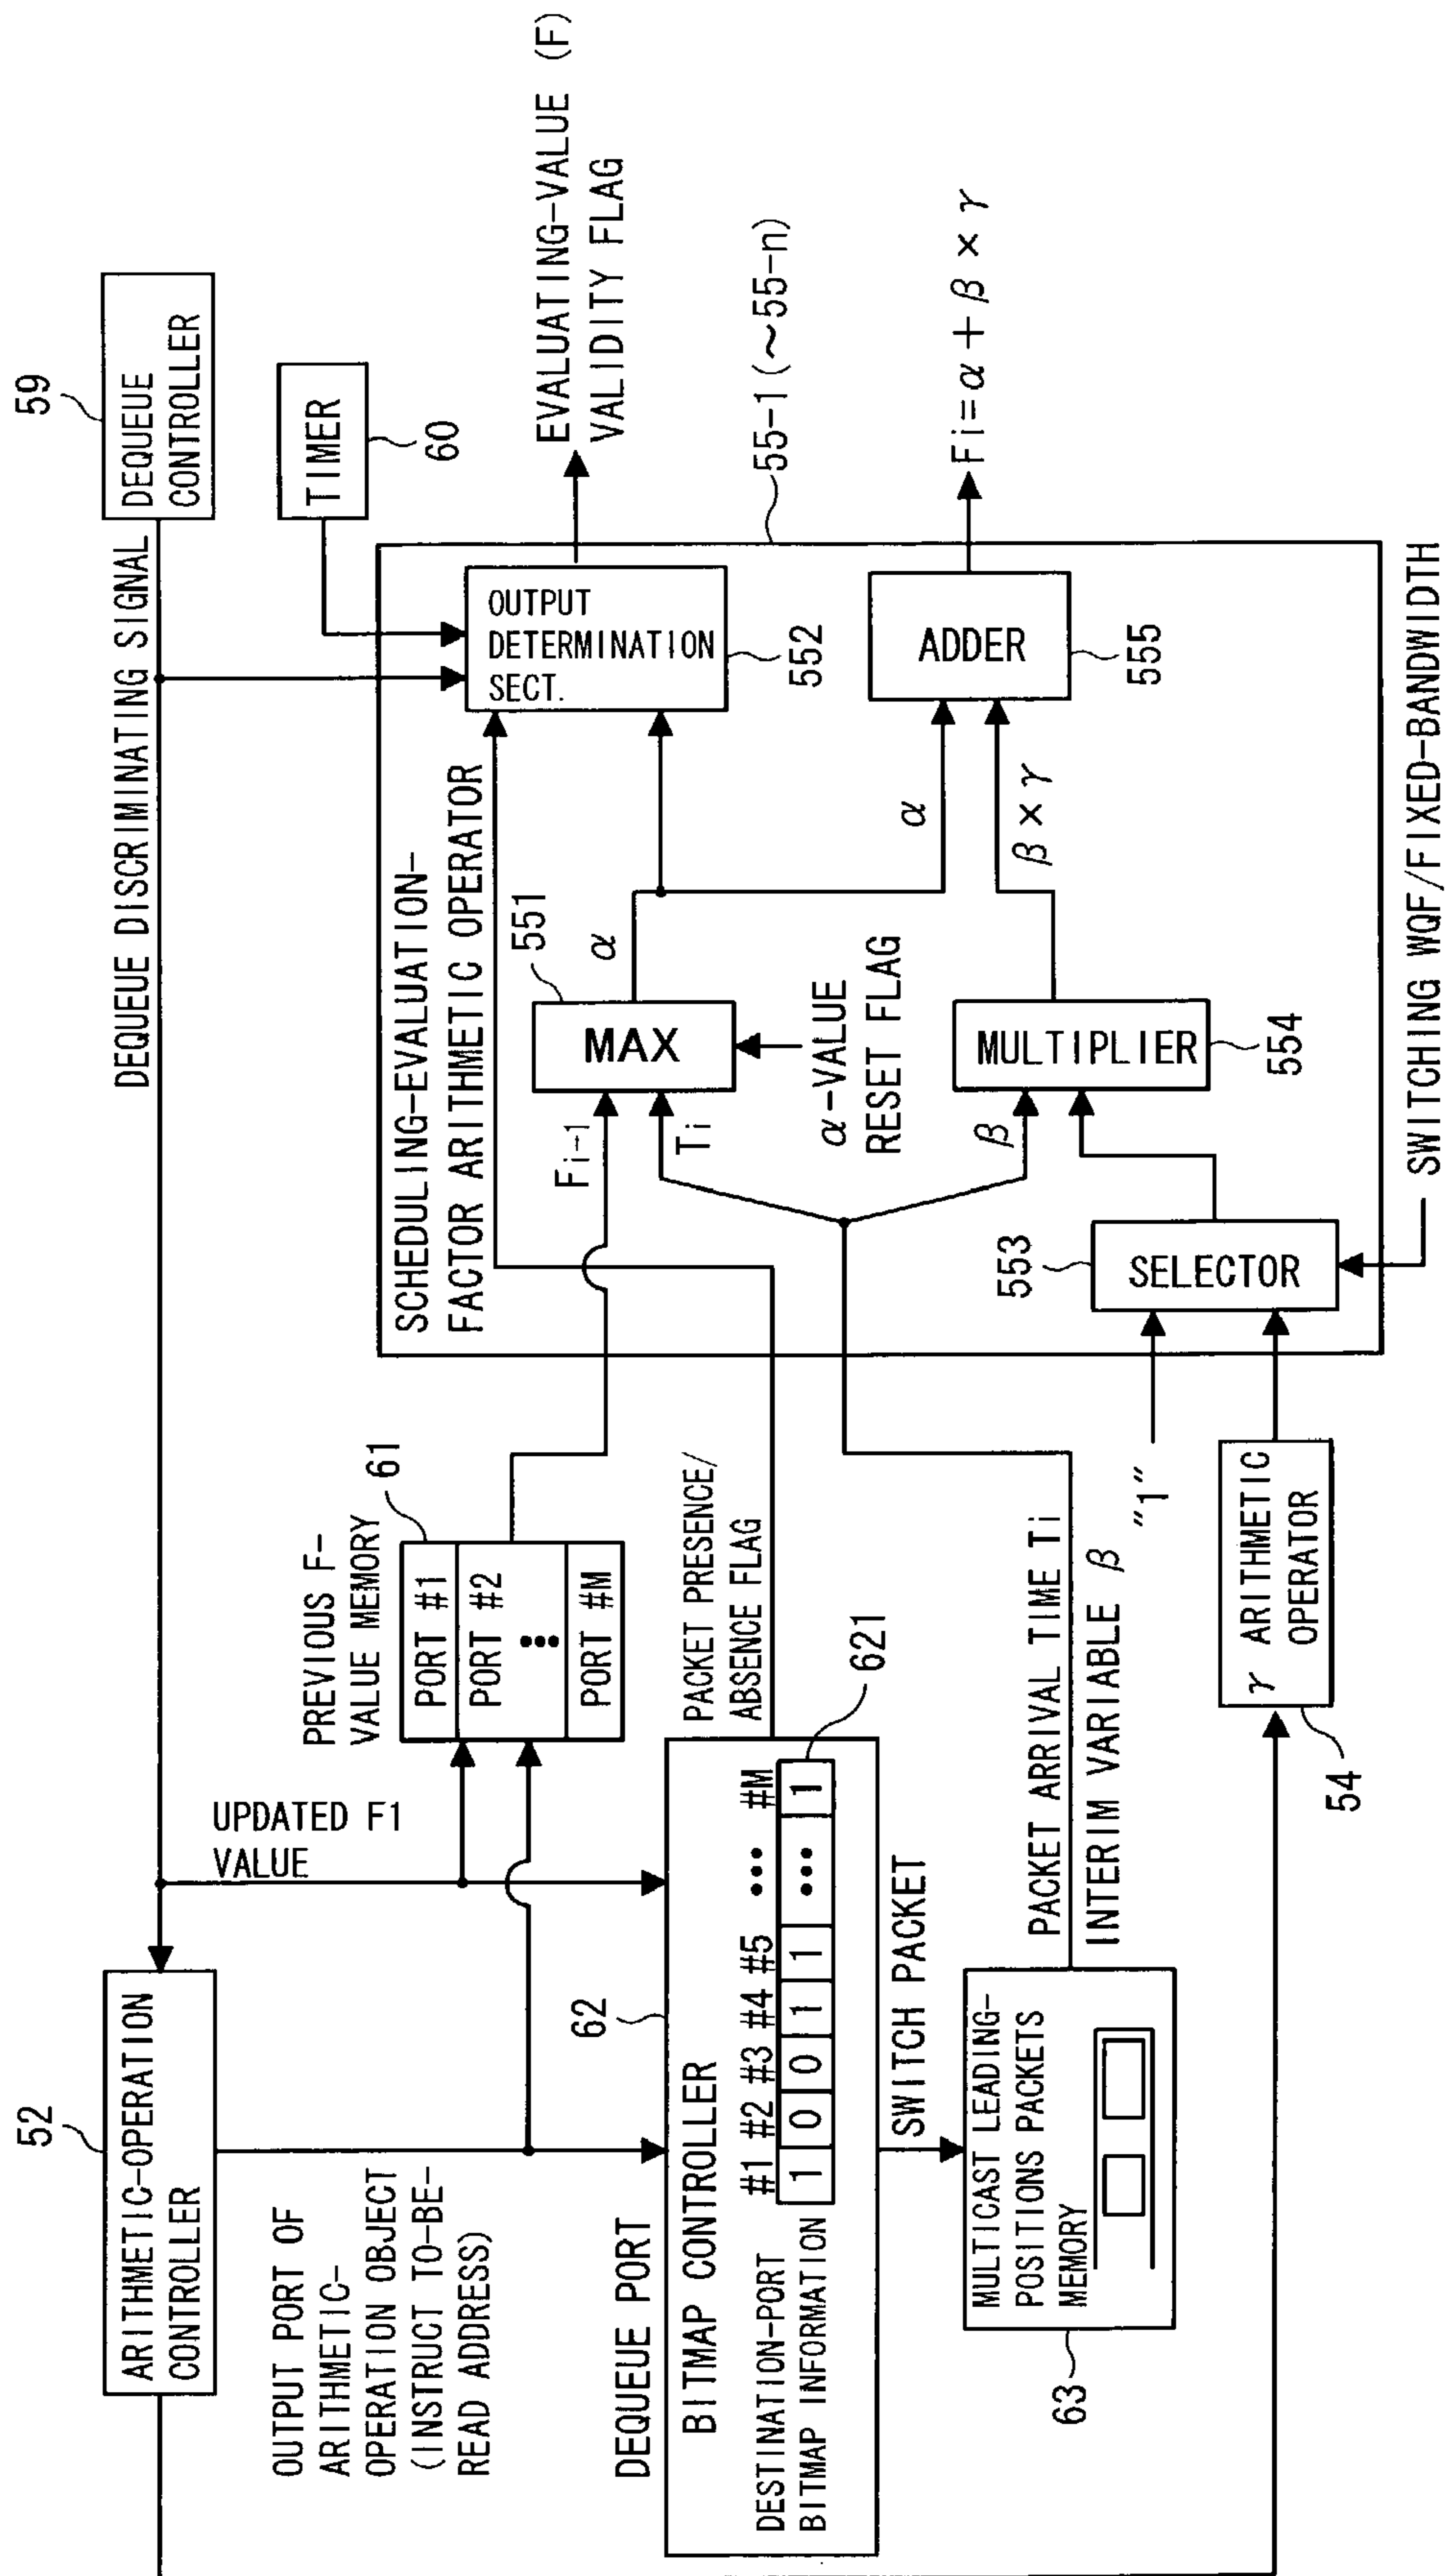 59
DEQUEUE
CONTROLLER
DEQUEUE DISCRIMINATING SIGNAL
TIMER
60
52
ARITHMETIC-OPERATION
CONTROLLER
UPDATED F1
VALUE
OUTPUT PORT OF
ARITHMETIC-
OPERATION OBJECT
(INSTRUCT TO-BE-
READ ADDRESS)
PREVIOUS F-
VALUE MEMORY
61
PORT #1
PORT #2
•••
PORT #M
DEQUEUE PORT
62
BITMAP CONTROLLER
#1 #2 #3 #4 #5 ••• #M
DESTINATION-PORT
BITMAP INFORMATION
1 0 0 1 1 ••• 1
621
PACKET PRESENCE/
ABSENCE FLAG
SWITCH PACKET
MULTICAST LEADING-
POSITIONS PACKETS
MEMORY
63
PACKET ARRIVAL TIME Ti
INTERIM VARIABLE β
"1"
γ ARITHMETIC
OPERATOR
54
SCHEDULING-EVALUATION-
FACTOR ARITHMETIC OPERATOR
Fi-1
Ti
551
MAX
α
α-VALUE
RESET FLAG
OUTPUT
DETERMINATION
SECT.
552
EVALUATING-VALUE (F)
VALIDITY FLAG
55-1(~55-n)
β
553
SELECTOR
MULTIPLIER
554
α
β×γ
ADDER
555
Fi=α+β×γ
SWITCHING WQF/FIXED-BANDWIDTH